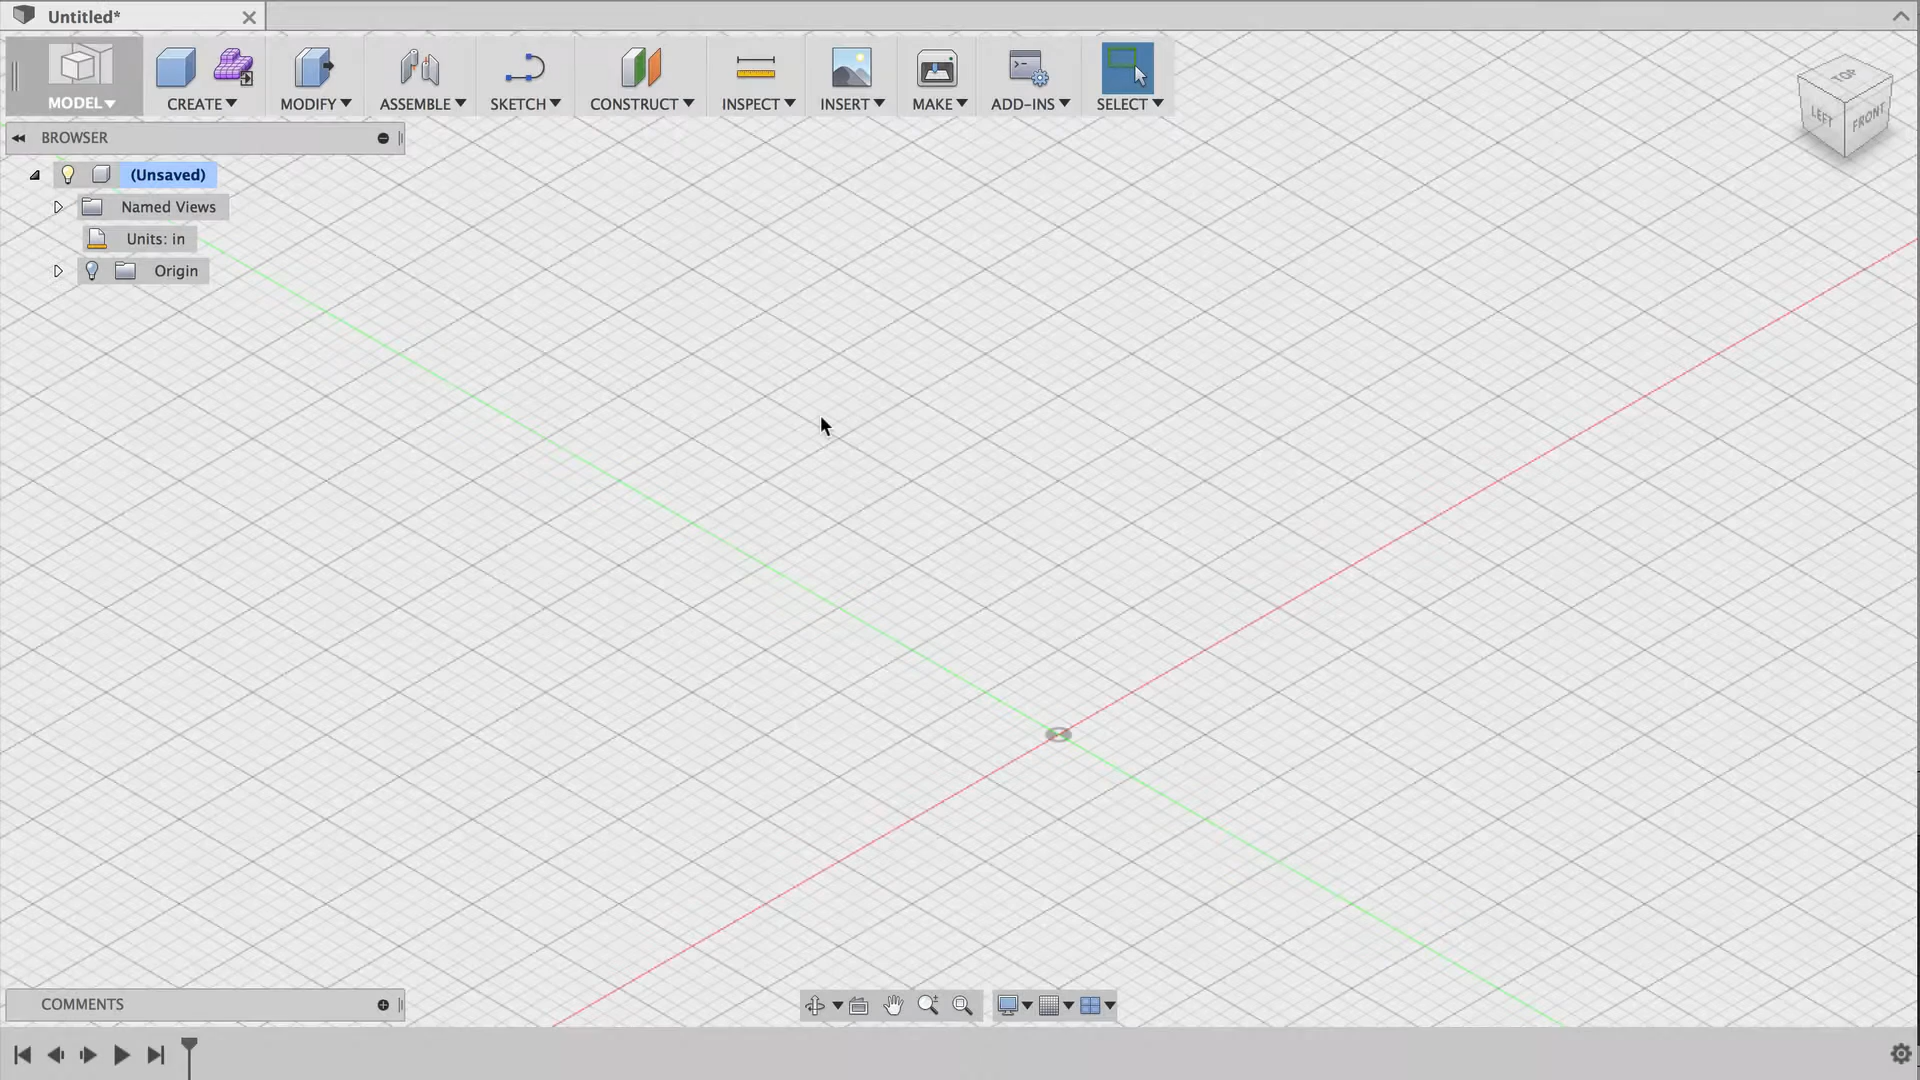 Untitled*
MODEL
CREATE
MODIFY
ASSEMBLE
SKETCH
CONSTRUCT
INSPECT
INSERT
MAKE
ADD-INS
SELECT
TOP
LEFT
FRONT
BROWSER
(Unsaved)
Named Views
Units: in
Origin
COMMENTS